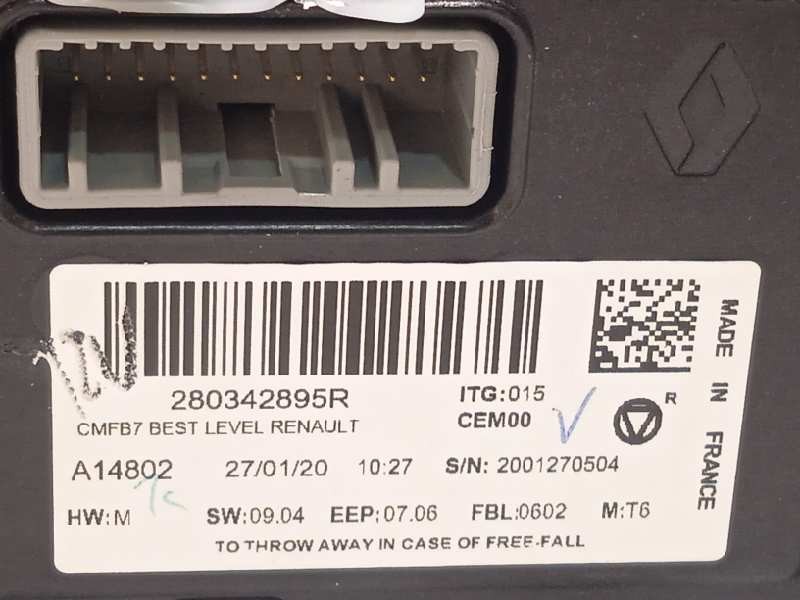 280342895R
ITG:015
CMFB7 BEST LEVEL RENAULT
CEM00
R
A14802 27/01/20 10:27 S/N: 2001270504
HW:M SW:09.04 EEP:07.06 FBL:0602 M:T6
TO THROW AWAY IN CASE OF FREE-FALL
MADE IN FRANCE